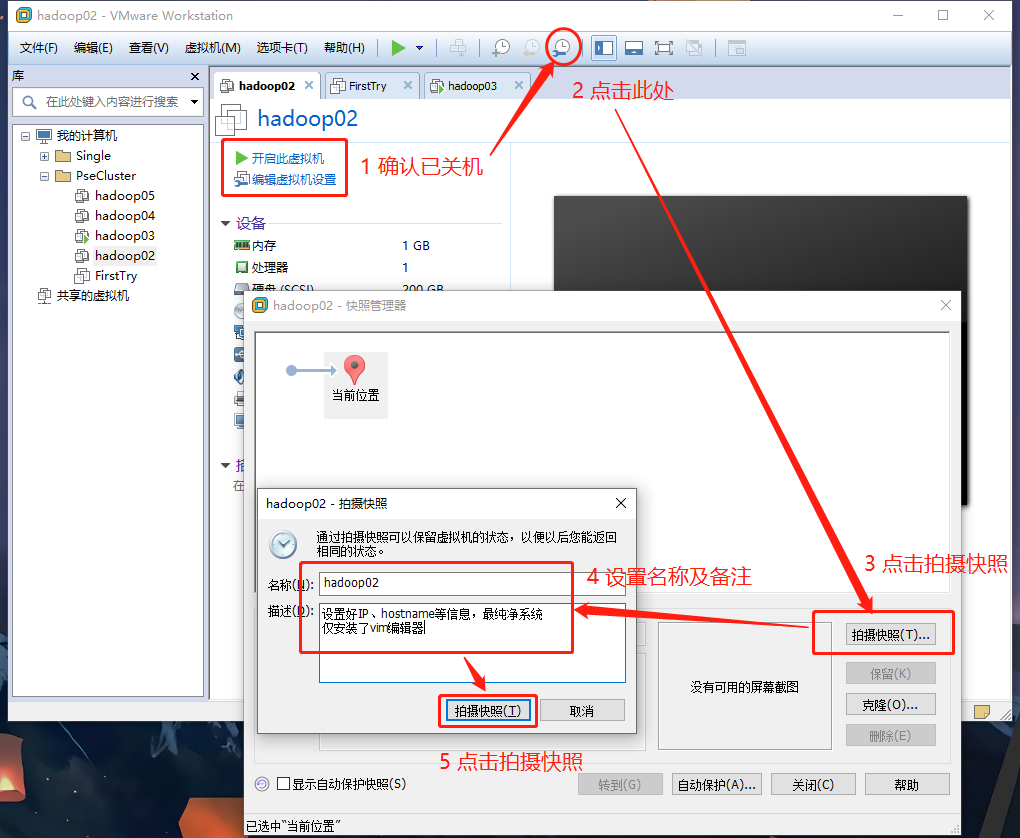 hadoop02 - VMware Workstation
文件(F) 编辑(E) 查看(V) 虚拟机(M) 选项卡(T) 帮助(H)
库
在此处键入内容进行搜索
我的计算机
Single
PseCluster
hadoop05
hadoop04
hadoop03
hadoop02
FirstTry
共享的虚拟机
hadoop02 FirstTry hadoop03
hadoop02
2 点击此处
开启此虚拟机
编辑虚拟机设置
1 确认已关机
设备
内存 1 GB
处理器 1
硬盘 (SCSI) 200 GB
hadoop02 - 快照管理器
当前位置
hadoop02 - 拍摄快照
通过拍摄快照可以保留虚拟机的状态，以便以后您能返回
相同的状态。
名称(N): hadoop02
描述(D): 设置好IP、hostname等信息，最纯净系统
仅安装了vim编辑器
4 设置名称及备注
3 点击拍摄快照
拍摄快照(T) 取消
5 点击拍摄快照
没有可用的屏幕截图
拍摄快照(T)...
保留(K)
克隆(O)...
删除(E)
显示自动保护快照(S)
转到(G) 自动保护(A)... 关闭(C) 帮助
已选中"当前位置"